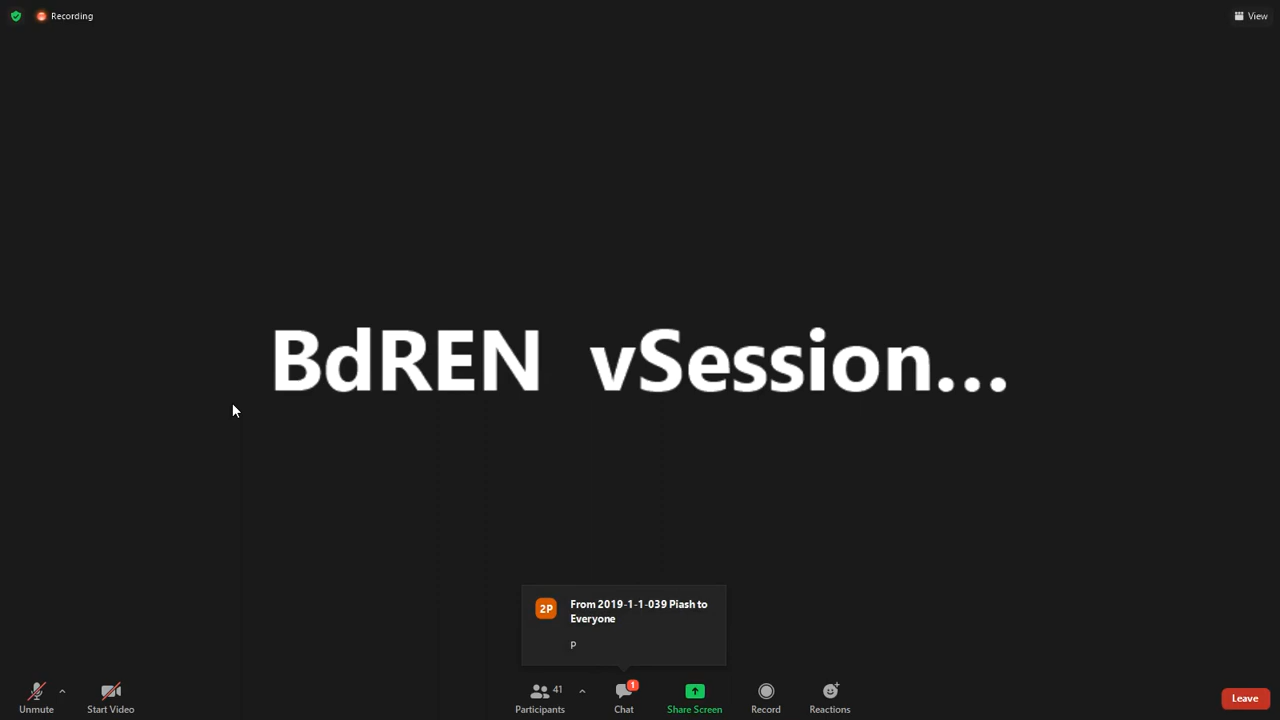 Recording
View
BdREN vSession...
2P
From 2019-1-1-039 Piash to
Everyone
P
41
1
Unmute
Start Video
Participants
Chat
Share Screen
Record
Reactions
Leave